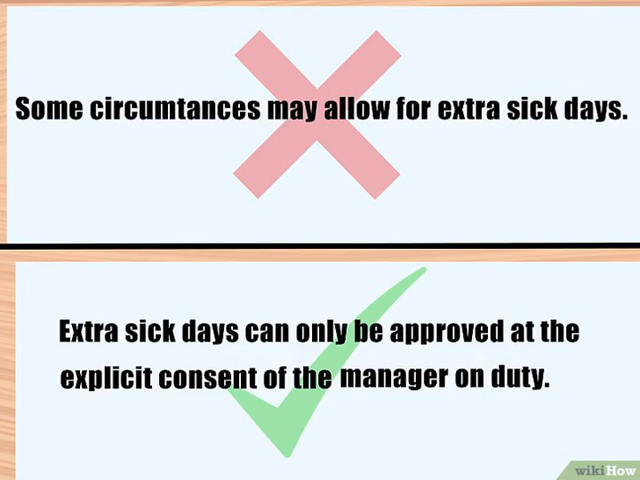 Some circumtances may allow for extra sick days.
Extra sick days can only be approved at the
explicit consent of the manager on duty.
wikiHow